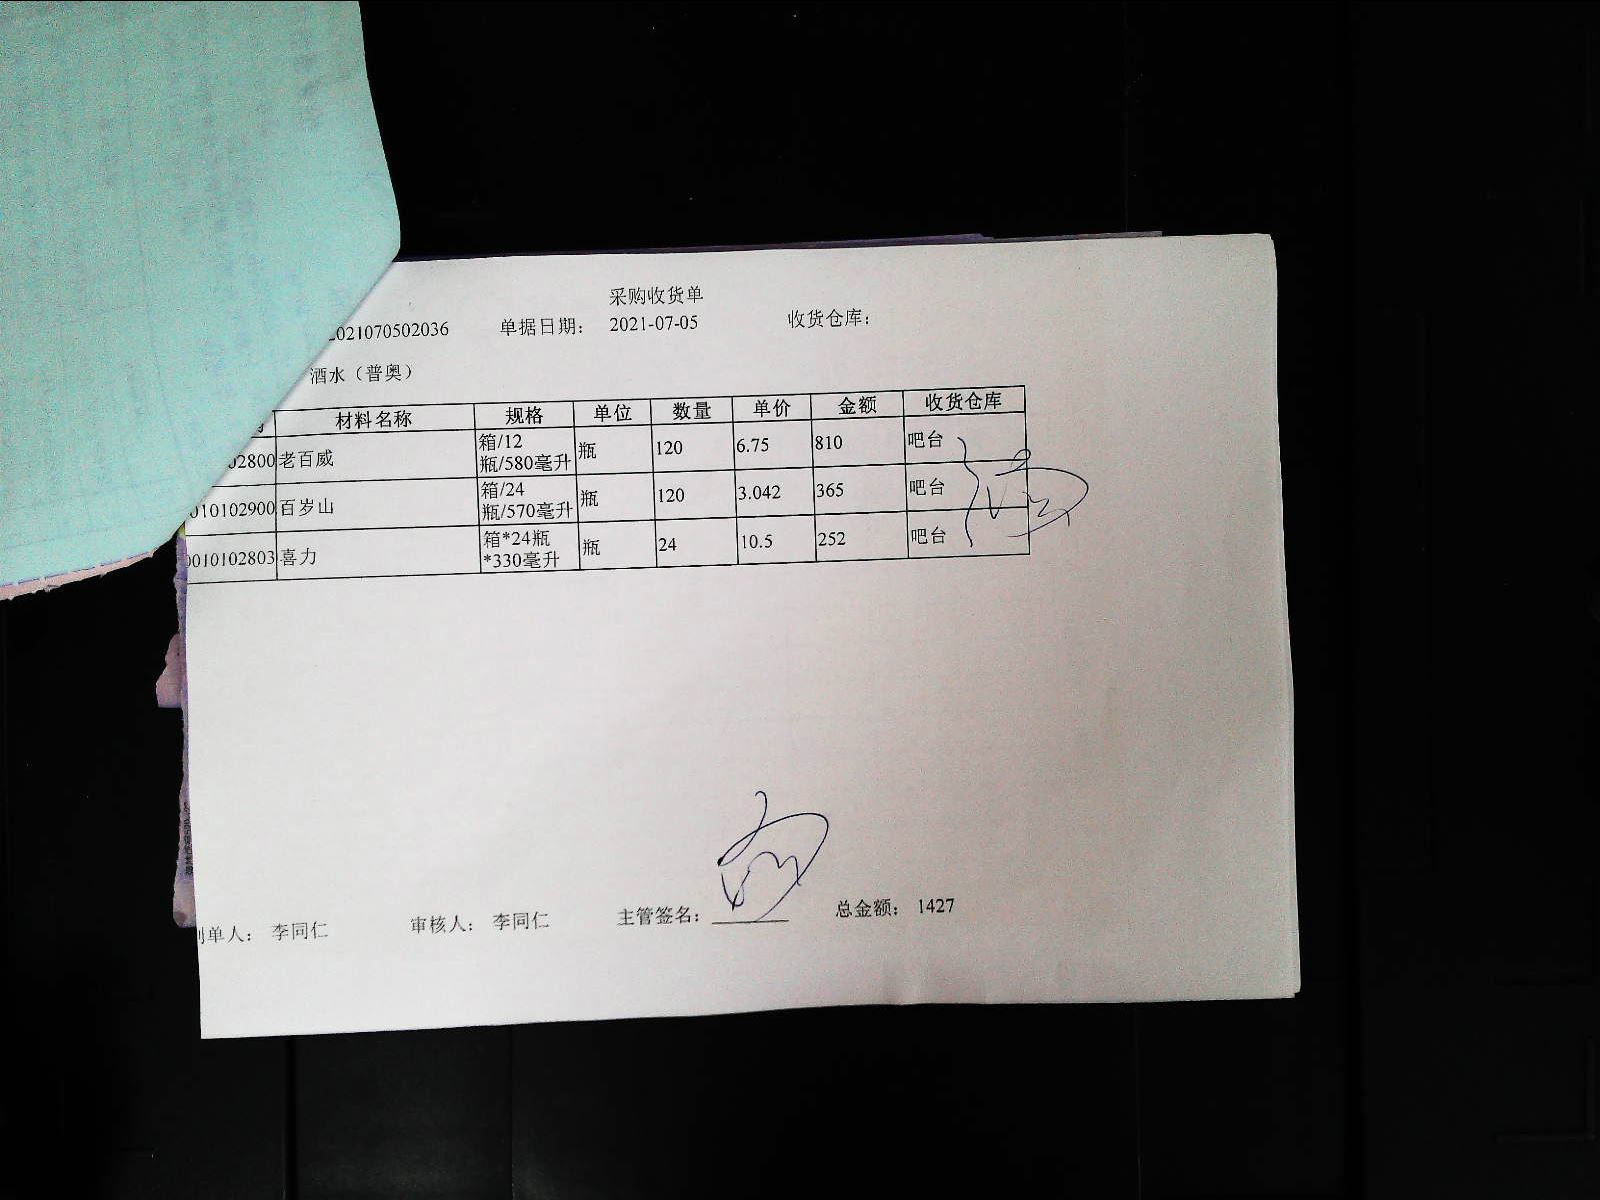 采购收货单
2021070502036 单据日期： 2021-07-05 收货仓库：
酒水（普奥）
材料名称 规格 单位 数量 单价 金额 收货仓库
02800 老百威 箱/12瓶/580毫升 瓶 120 6.75 810 吧台
010102900 百岁山 箱/24瓶/570毫升 瓶 120 3.042 365 吧台
0010102803 喜力 箱*24瓶*330毫升 瓶 24 10.5 252 吧台
制单人： 李同仁 审核人： 李同仁 主管签名： 总金额： 1427